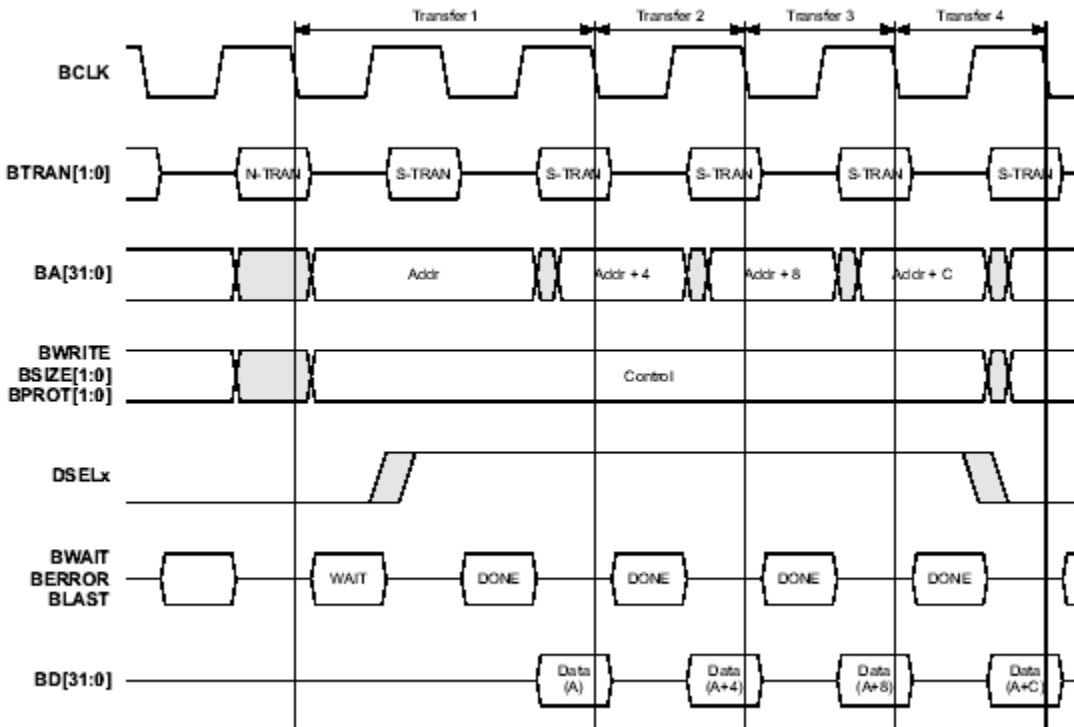 Transfer 1 Transfer 2 Transfer 3 Transfer 4
BCLK
BTRAN[1:0] N-TRAN S-TRAN S-TRAN S-TRAN S-TRAN S-TRAN
BA[31:0] Addr Addr + 4 Addr + 8 Addr + C
BWRITE
BSIZE[1:0] Control
BPROT[1:0]
DSELx
BWAIT
BERROR WAIT DONE DONE DONE DONE
BLAST
BD[31:0] Data Data Data Data
(A) (A+4) (A+8) (A+C)